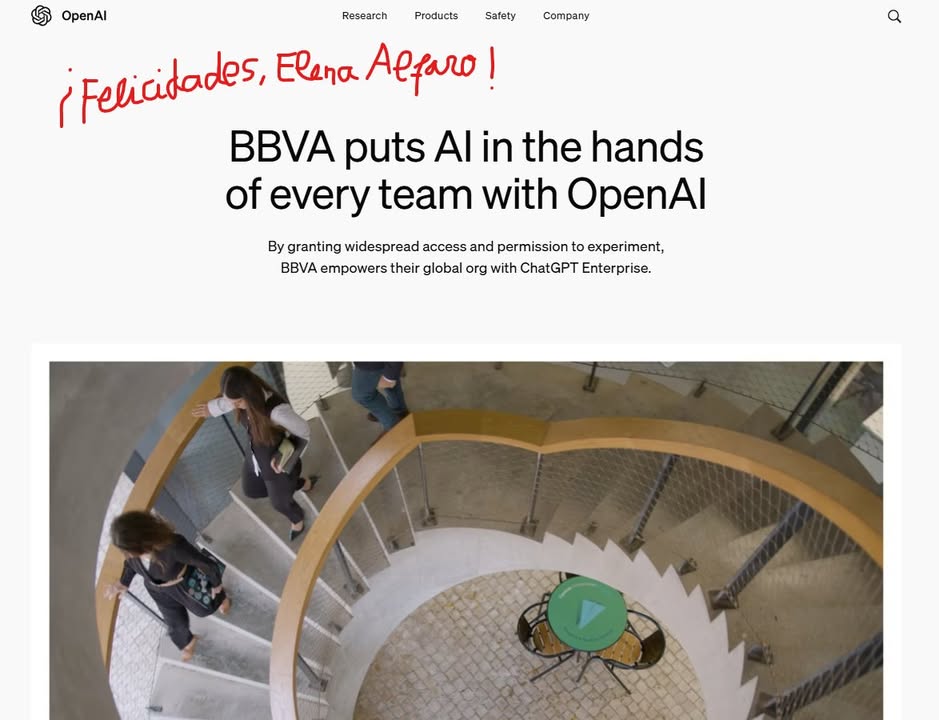 OpenAI
Research Products Safety Company
¡Felicidades, Elena Alfaro!
BBVA puts AI in the hands
of every team with OpenAI
By granting widespread access and permission to experiment,
BBVA empowers their global org with ChatGPT Enterprise.